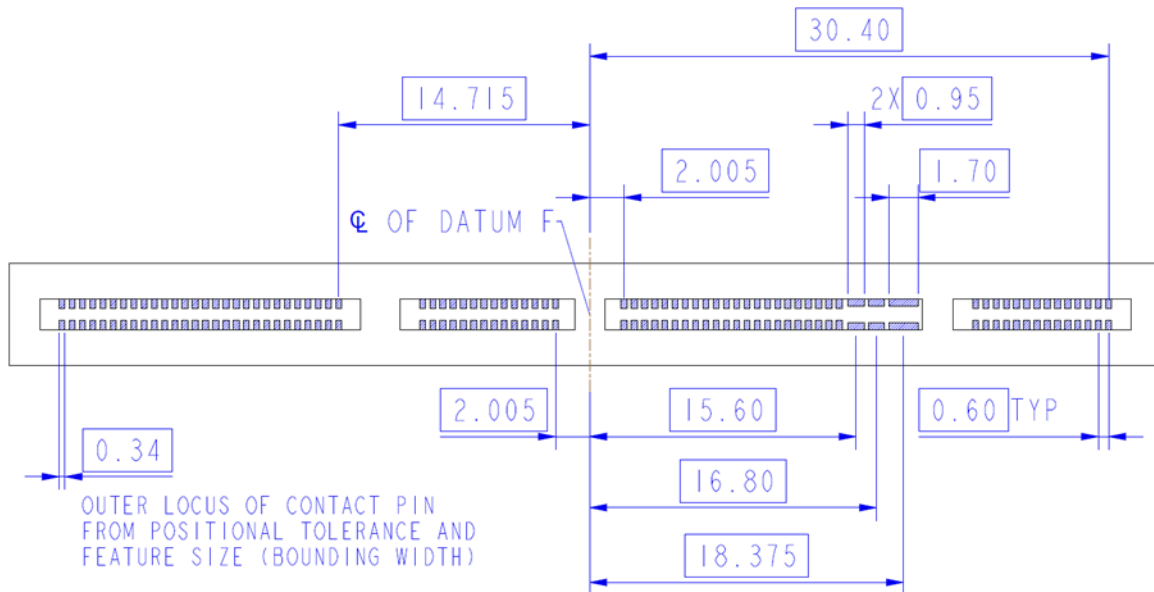 30.40
14.715
2X 0.95
2.005
1.70
℄ OF DATUM F
2.005
15.60
0.60 TYP
0.34
16.80
OUTER LOCUS OF CONTACT PIN
FROM POSITIONAL TOLERANCE AND
FEATURE SIZE (BOUNDING WIDTH)
18.375